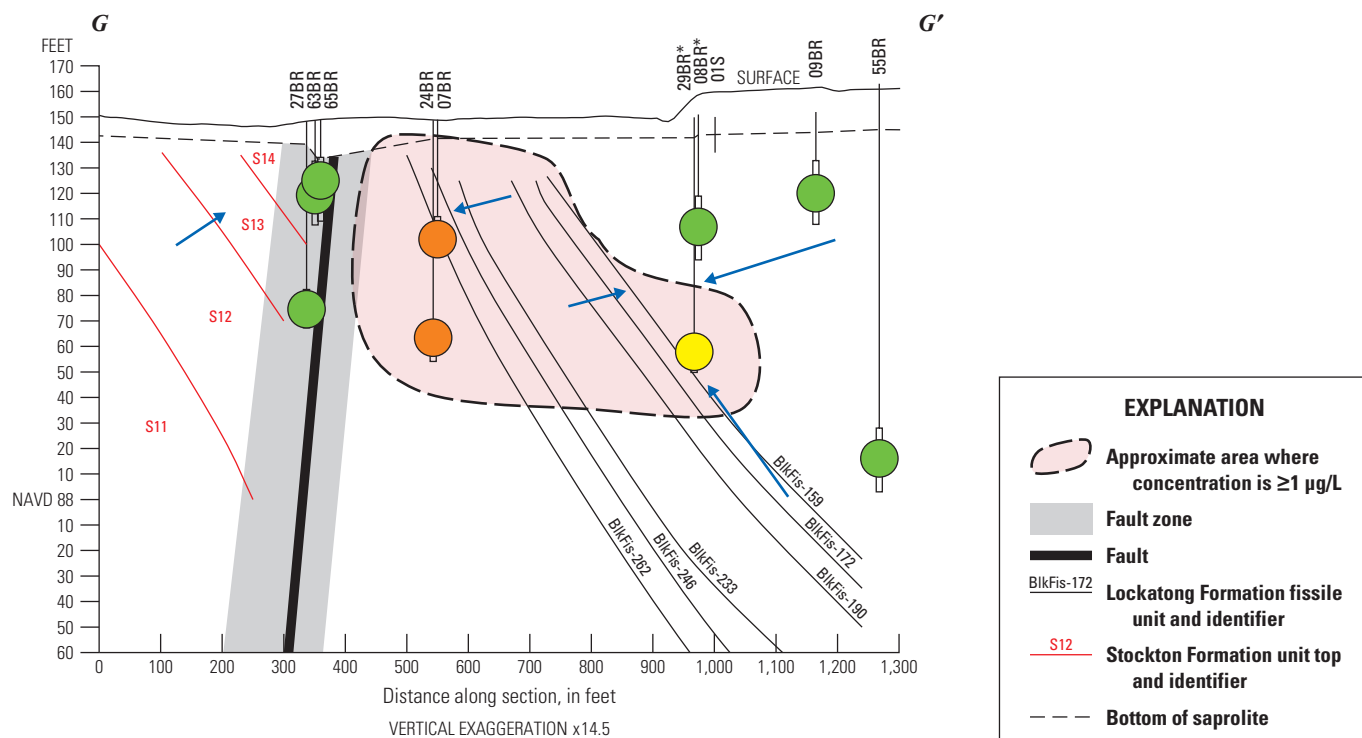 G
G′
FEET
170
160
150
140
130
120
110
100
90
80
70
60
50
40
30
20
10
NAVD 88
10
20
30
40
50
60
27BR
63BR
65BR
24BR
07BR
29BR*
08BR*
01S
SURFACE
09BR
55BR
S14
S13
S12
S11
BlkFis-159
BlkFis-172
BlkFis-190
BlkFis-233
BlkFis-246
BlkFis-262
0
100
200
300
400
500
600
700
800
900
1,000
1,100
1,200
1,300
Distance along section, in feet
VERTICAL EXAGGERATION x14.5
EXPLANATION
Approximate area where
concentration is ≥1 µg/L
Fault zone
Fault
BlkFis-172
Lockatong Formation fissile
unit and identifier
S12
Stockton Formation unit top
and identifier
Bottom of saprolite